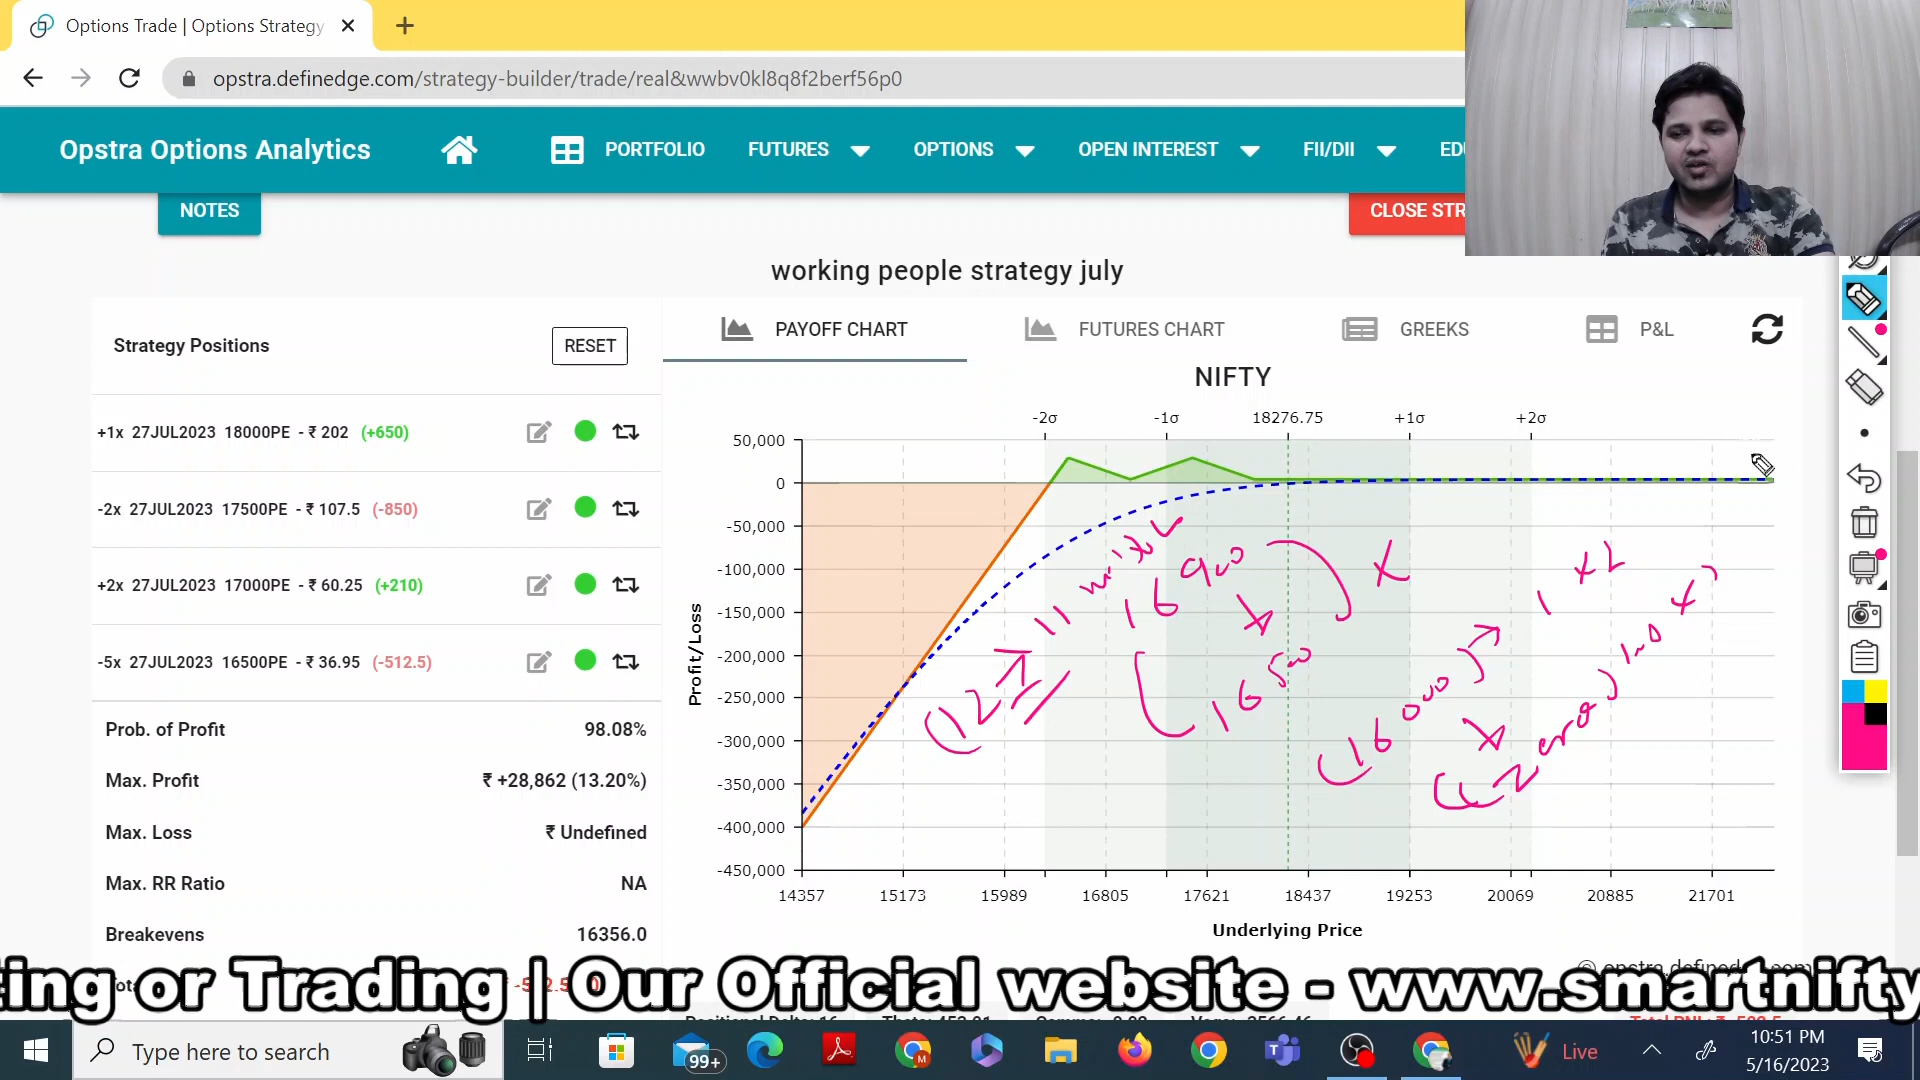 Options Trade | Options Strategy
opstra.definedge.com/strategy-builder/trade/real&wwbv0kl8q8f2berf56p0
Opstra Options Analytics
PORTFOLIO FUTURES OPTIONS OPEN INTEREST FII/DII
NOTES
CLOSE STR
working people strategy july
Strategy Positions
RESET
+1x 27JUL2023 18000PE - ₹ 202 (+650)
-2x 27JUL2023 17500PE - ₹ 107.5 (-850)
+2x 27JUL2023 17000PE - ₹ 60.25 (+210)
-5x 27JUL2023 16500PE - ₹ 36.95 (-512.5)
Prob. of Profit 98.08%
Max. Profit ₹ +28,862 (13.20%)
Max. Loss ₹ Undefined
Max. RR Ratio NA
Breakevens 16356.0
PAYOFF CHART FUTURES CHART GREEKS P&L
NIFTY
-2σ -1σ 18276.75 +1σ +2σ
50,000
0
-50,000
-100,000
-150,000
-200,000
-250,000
-300,000
-350,000
-400,000
-450,000
Profit/Loss
14357 15173 15989 16805 17621 18437 19253 20069 20885 21701
Underlying Price
16900
16500
16000
© opstra.definedge.com
ting or Trading | Our Official website - www.smartnifty
Type here to search
99+
Live
10:51 PM
5/16/2023